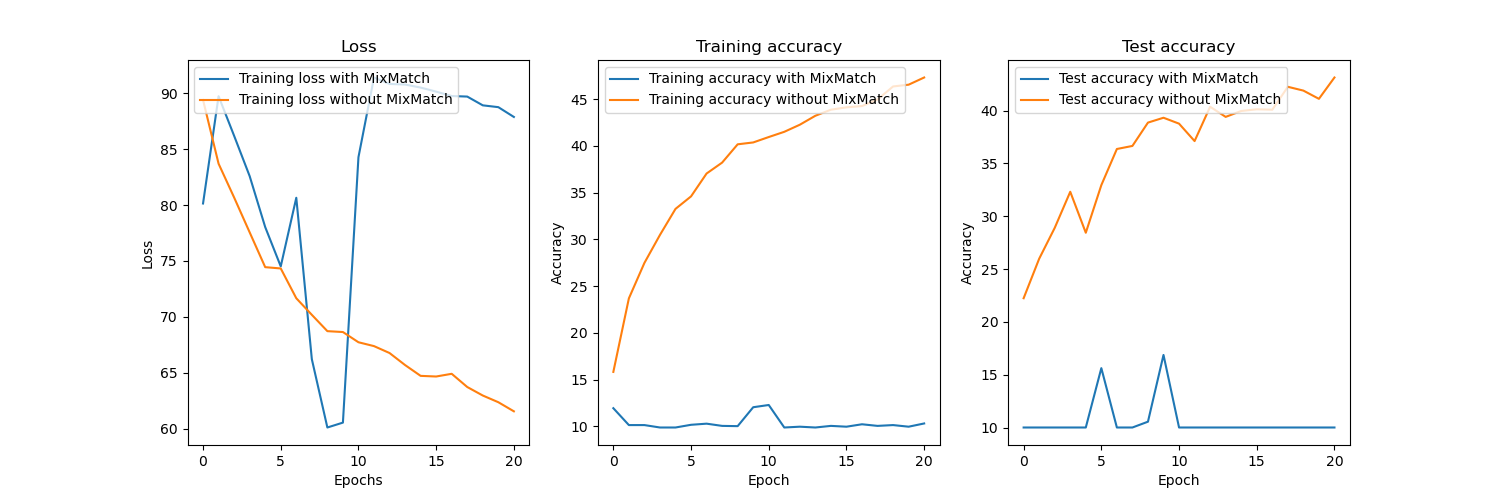 Loss
Training loss with MixMatch
Training loss without MixMatch
90
85
80
75
70
65
60
Loss
0 5 10 15 20
Epochs
Training accuracy
Training accuracy with MixMatch
Training accuracy without MixMatch
45
40
35
30
25
20
15
10
Accuracy
0 5 10 15 20
Epoch
Test accuracy
Test accuracy with MixMatch
Test accuracy without MixMatch
40
35
30
25
20
15
10
Accuracy
0 5 10 15 20
Epoch